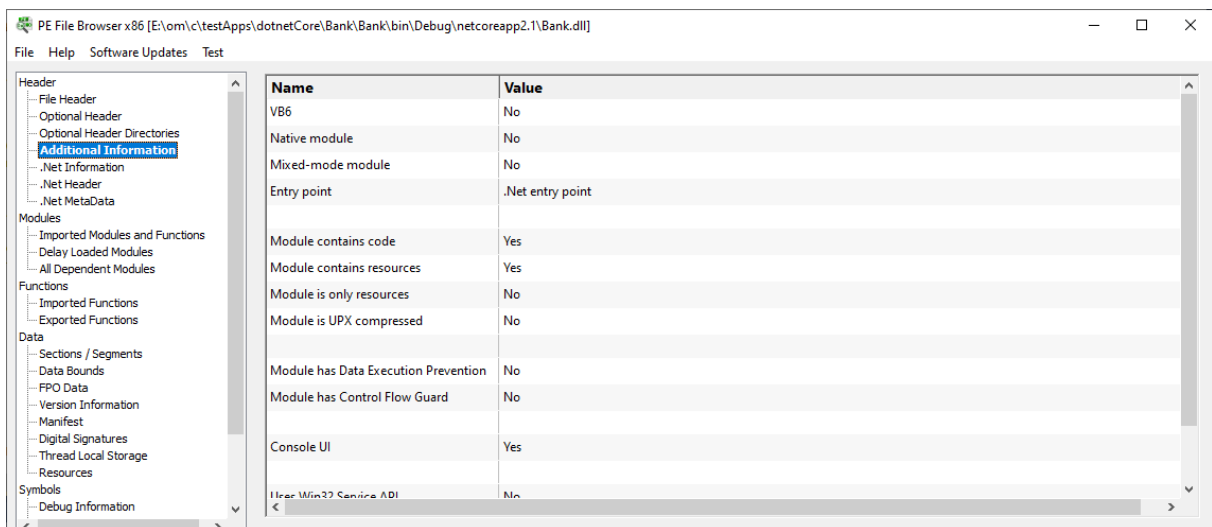 PE File Browser x86 [E:\om\c\testApps\dotnetCore\Bank\Bank\bin\Debug\netcoreapp2.1\Bank.dll]
File Help Software Updates Test
Header
File Header
Optional Header
Optional Header Directories
Additional Information
.Net Information
.Net Header
.Net MetaData
Modules
Imported Modules and Functions
Delay Loaded Modules
All Dependent Modules
Functions
Imported Functions
Exported Functions
Data
Sections / Segments
Data Bounds
FPO Data
Version Information
Manifest
Digital Signatures
Thread Local Storage
Resources
Symbols
Debug Information
Name Value
VB6 No
Native module No
Mixed-mode module No
Entry point .Net entry point
Module contains code Yes
Module contains resources Yes
Module is only resources No
Module is UPX compressed No
Module has Data Execution Prevention No
Module has Control Flow Guard No
Console UI Yes
Uses Win32 Service API No